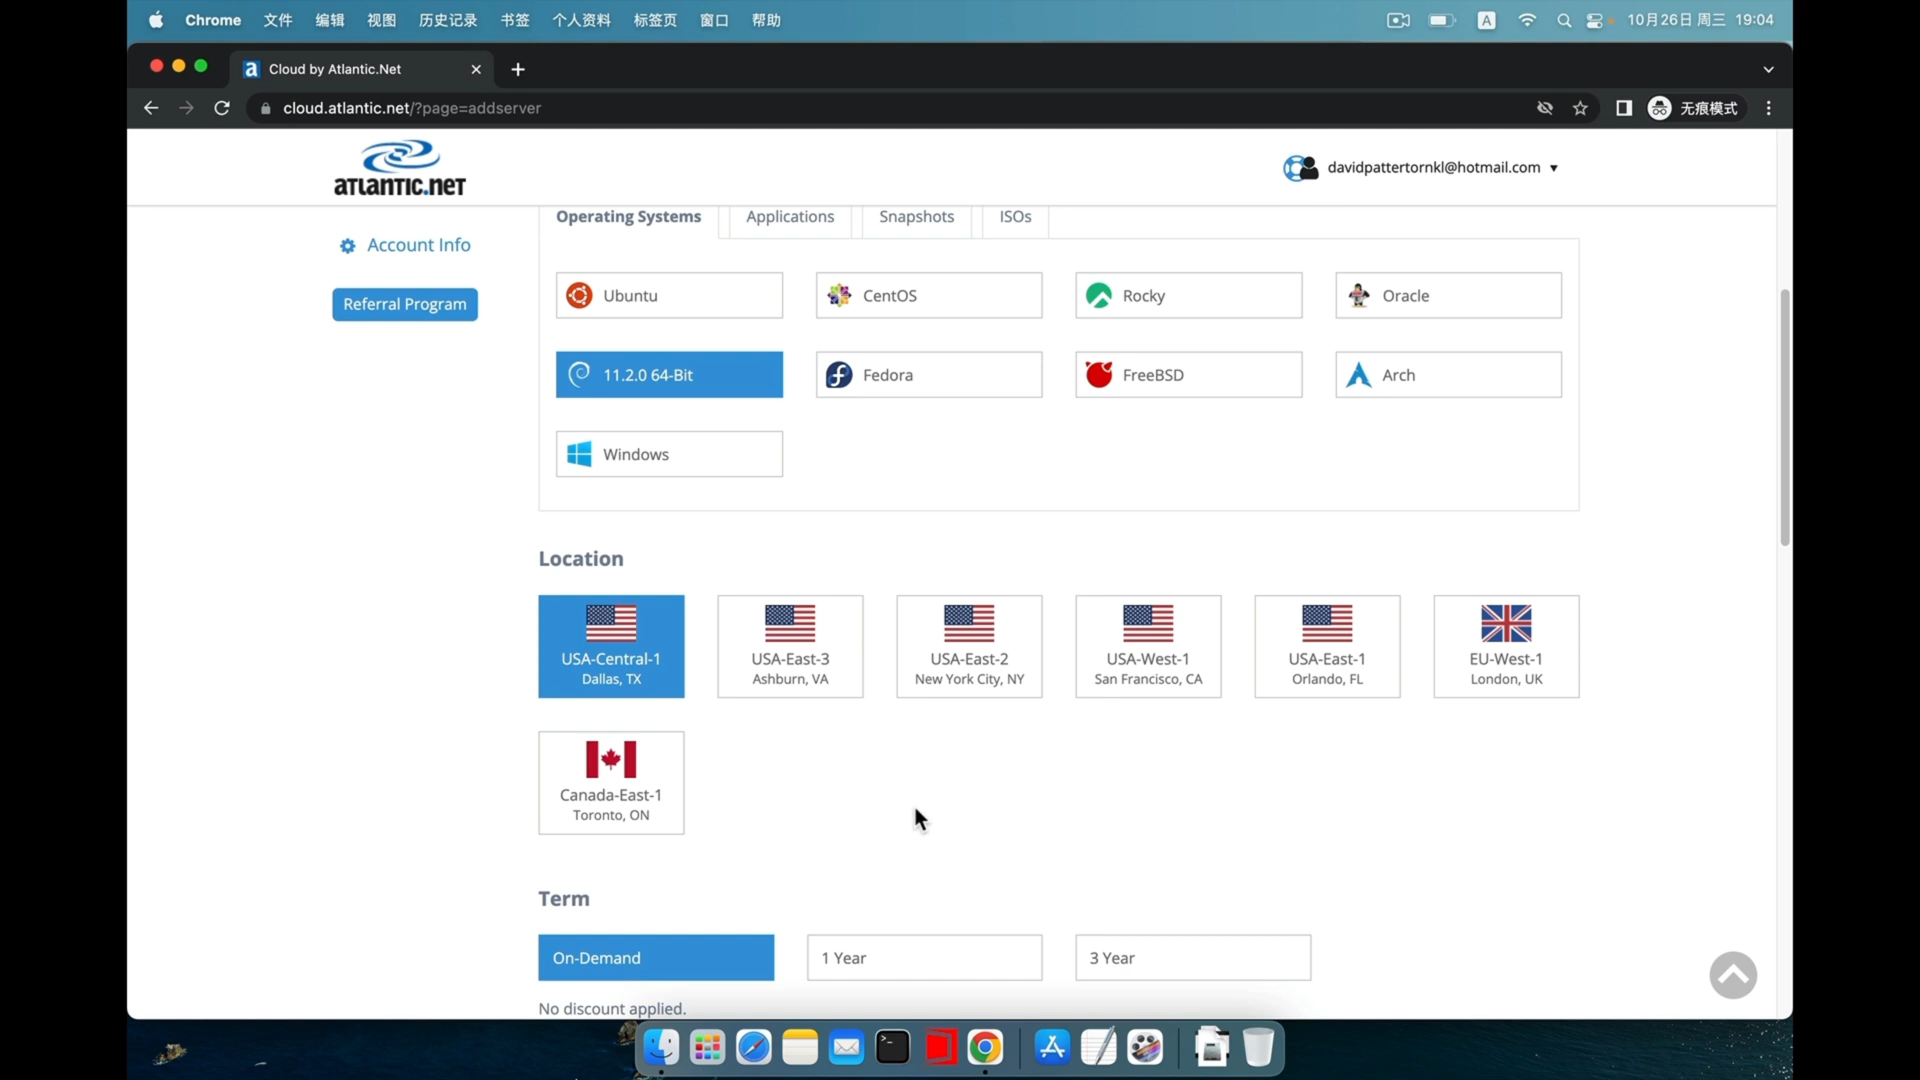 Chrome 文件 编辑 视图 历史记录 书签 个人资料 标签页 窗口 帮助 A 10月26日 周三 19:04
a Cloud by Atlantic.Net
cloud.atlantic.net/?page=addserver 无痕模式
ATLANTIC.NET
davidpattertornkl@hotmail.com
Account Info
Referral Program
Operating Systems Applications Snapshots ISOs
Ubuntu CentOS Rocky Oracle
11.2.0 64-Bit Fedora FreeBSD Arch
Windows
Location
USA-Central-1 USA-East-3 USA-East-2 USA-West-1 USA-East-1 EU-West-1
Dallas, TX Ashburn, VA New York City, NY San Francisco, CA Orlando, FL London, UK
Canada-East-1
Toronto, ON
Term
On-Demand 1 Year 3 Year
No discount applied.